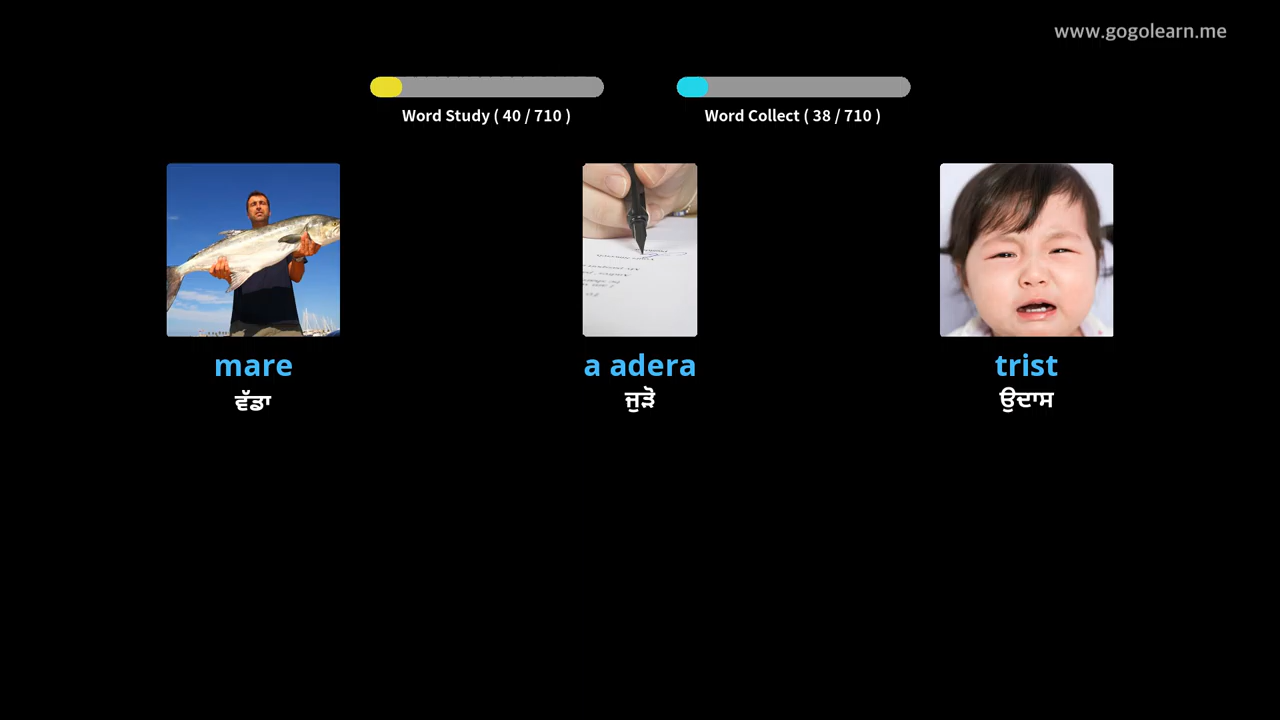 www.gogolearn.me
Word Study ( 40 / 710 )
Word Collect ( 38 / 710 )
mare
a adera
trist
ਵੱਡਾ
ਜੁੜੋ
ਉਦਾਸ